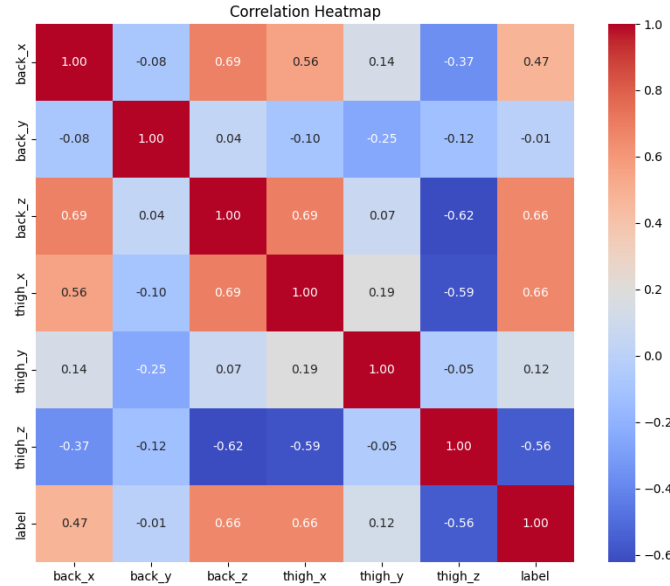 Correlation Heatmap
back_x 1.00 -0.08 0.69 0.56 0.14 -0.37 0.47
back_y -0.08 1.00 0.04 -0.10 -0.25 -0.12 -0.01
back_z 0.69 0.04 1.00 0.69 0.07 -0.62 0.66
thigh_x 0.56 -0.10 0.69 1.00 0.19 -0.59 0.66
thigh_y 0.14 -0.25 0.07 0.19 1.00 -0.05 0.12
thigh_z -0.37 -0.12 -0.62 -0.59 -0.05 1.00 -0.56
label 0.47 -0.01 0.66 0.66 0.12 -0.56 1.00
back_x back_y back_z thigh_x thigh_y thigh_z label
1.0
0.8
0.6
0.4
0.2
0.0
-0.2
-0.4
-0.6